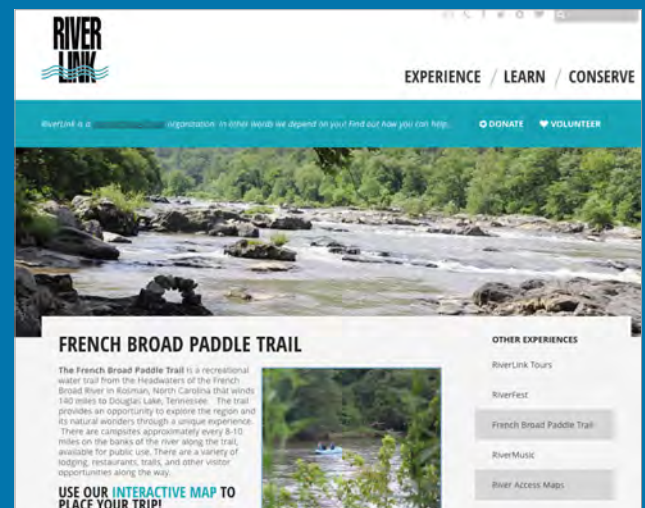 RIVER
LINK
EXPERIENCE / LEARN / CONSERVE
RiverLink is a organization. In other words we depend on you! Find out how you can help...
DONATE
VOLUNTEER
FRENCH BROAD PADDLE TRAIL
The French Broad Paddle Trail is a recreational
water trail from the Headwaters of the French
Broad River in Rosman, North Carolina that winds
140 miles to Douglas Lake, Tennessee. The trail
provides an opportunity to explore the region and
its natural wonders through a unique experience.
There are campsites approximately every 8-10
miles on the banks of the river along the trail,
available for public use. There are a variety of
lodging, restaurants, trails, and other visitor
opportunities along the way.
USE OUR INTERACTIVE MAP TO
PLACE YOUR TRIP!
OTHER EXPERIENCES
RiverLink Tours
RiverFest
French Broad Paddle Trail
RiverMusic
River Access Maps